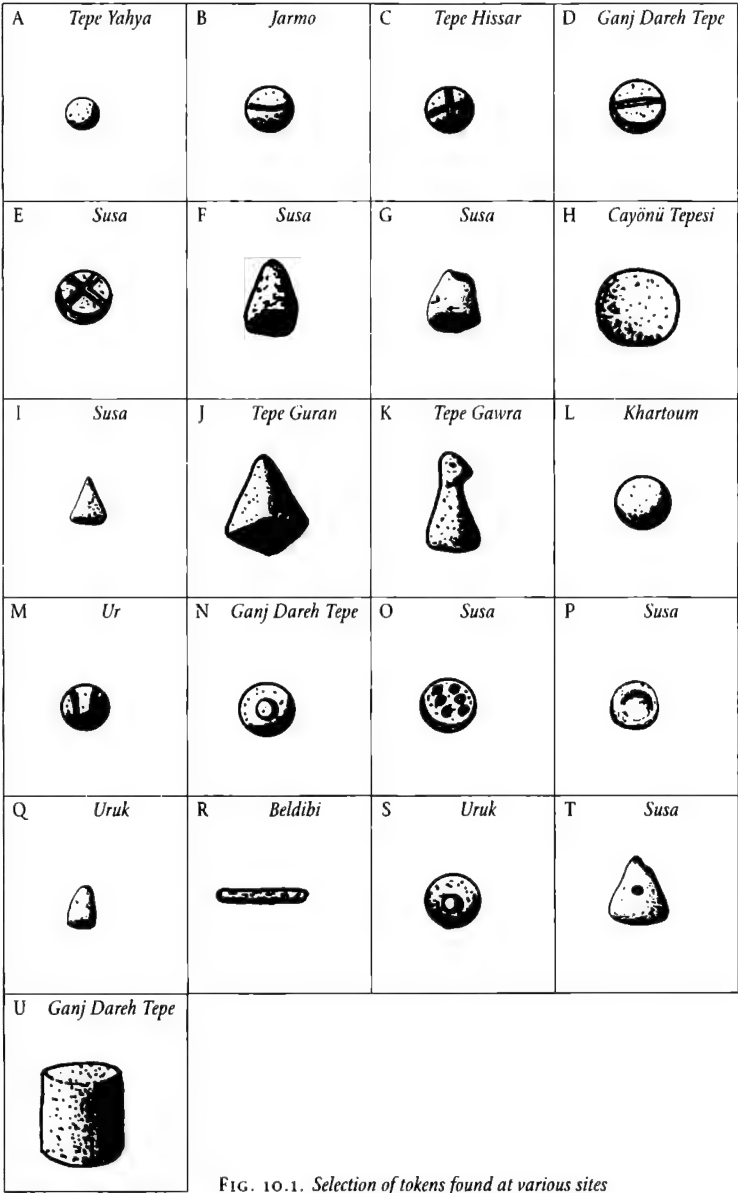 A Tepe Yahya B Jarmo C Tepe Hissar D Ganj Dareh Tepe
E Susa F Susa G Susa H Cayönü Tepesi
I Susa J Tepe Guran K Tepe Gawra L Khartoum
M Ur N Ganj Dareh Tepe O Susa P Susa
Q Uruk R Beldibi S Uruk T Susa
U Ganj Dareh Tepe
FIG. 10.1. Selection of tokens found at various sites